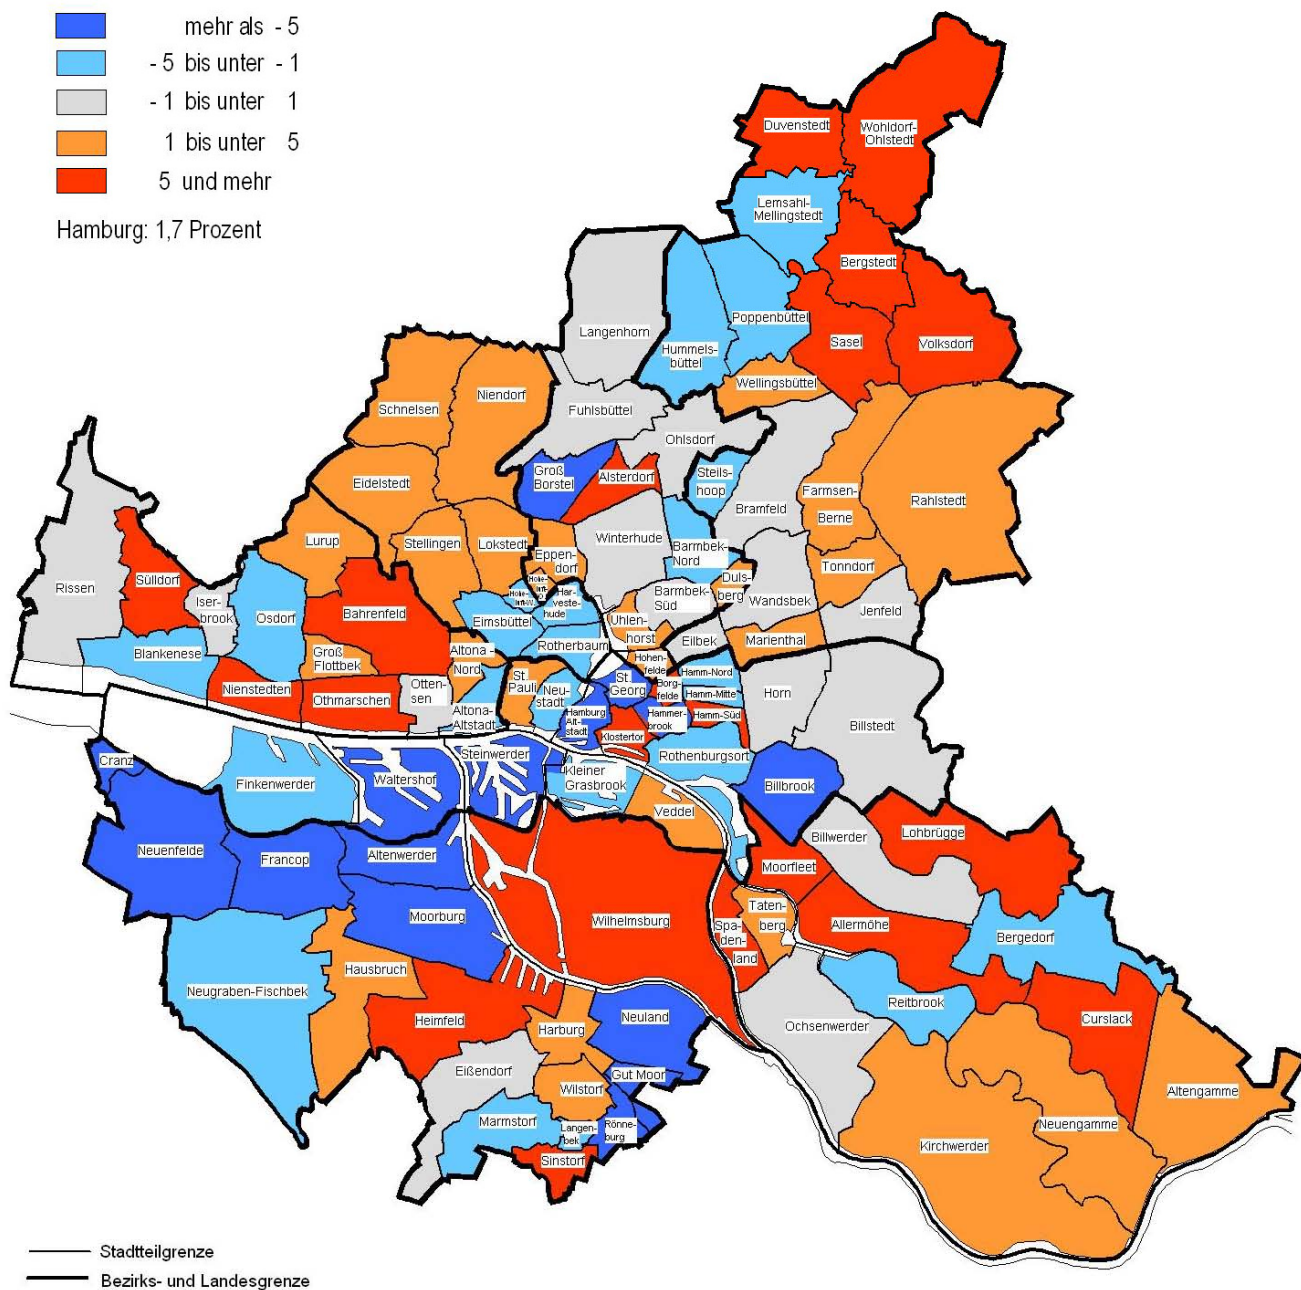 mehr als - 5
- 5 bis unter - 1
- 1 bis unter 1
1 bis unter 5
5 und mehr
Hamburg: 1,7 Prozent
Duvenstedt
Wohldorf-
Ohlstedt
Lemsahl-
Mellingstedt
Bergstedt
Poppenbüttel
Hummels-
büttel
Langenhorn
Sasel
Volksdorf
Wellingsbüttel
Schnelsen
Niendorf
Fuhlsbüttel
Ohlsdorf
Groß
Borstel
Alsterdorf
Steils-
hoop
Bramfeld
Farmsen-
Berne
Rahlstedt
Eidelstedt
Lurup
Stellingen
Lokstedt
Eppen-
dorf
Winterhude
Barmbek-
Nord
Tonndorf
Rissen
Sülldorf
Iser-
brook
Osdorf
Bahrenfeld
Hohe-
luft-W.
Hohe-
luft-O.
Har-
veste-
hude
Barmbek-
Süd
Duls-
berg
Wandsbek
Jenfeld
Eimsbüttel
Rotherbaum
Uhlen-
horst
Eilbek
Marienthal
Blankenese
Groß
Flottbek
Altona -
Nord
Hohen-
felde
Nienstedten
Othmarschen
Otten-
sen
Altona-
Altstadt
St.
Pauli
Neu-
stadt
St.
Georg
Borg-
felde
Hamm-Nord
Hamm-Mitte
Hamm-Süd
Horn
Billstedt
Hamburg
Alt-
stadt
Hammer-
brook
Klostertor
Rothenburgsort
Cranz
Finkenwerder
Waltershof
Steinwerder
Kleiner
Grasbrook
Veddel
Billbrook
Billwerder
Lohbrügge
Neuenfelde
Francop
Altenwerder
Moorfleet
Moorburg
Wilhelmsburg
Spa-
den-
land
Taten-
berg
Allermöhe
Bergedorf
Neugraben-Fischbek
Hausbruch
Reitbrook
Heimfeld
Harburg
Neuland
Ochsenwerder
Curslack
Eißendorf
Wilstorf
Gut Moor
Altengamme
Marmstorf
Langen-
bek
Rönne-
burg
Neuengamme
Kirchwerder
Sinstorf
Stadtteilgrenze
Bezirks- und Landesgrenze